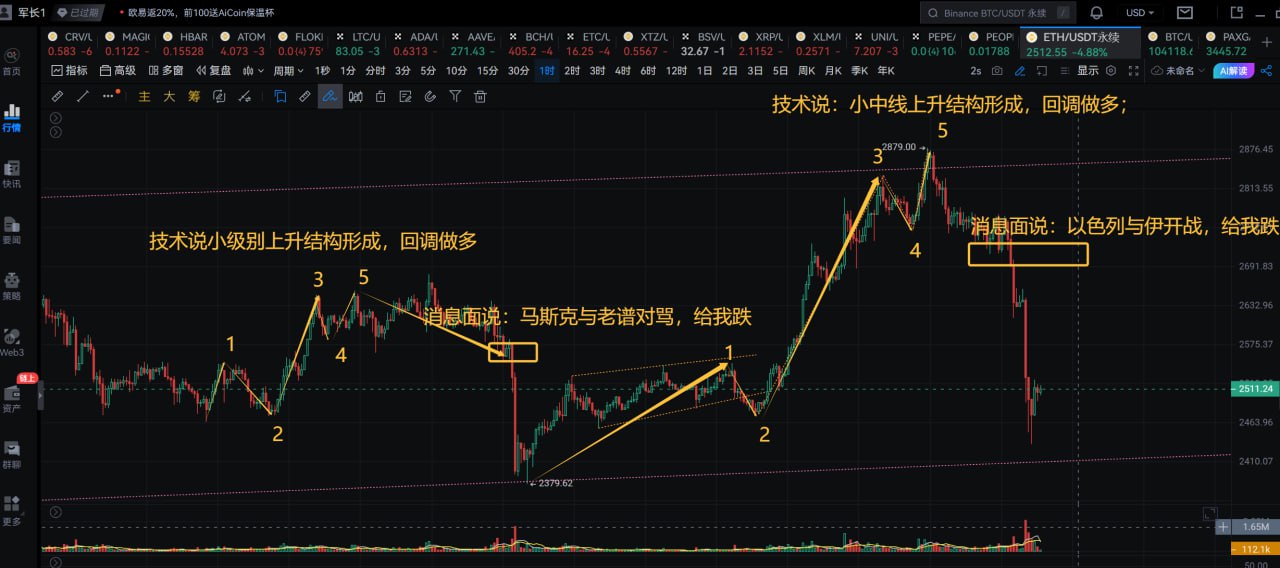 军长1 已过期 • 欧易返20%，前100送AiCoin保温杯 Binance BTC/USDT 永续 / USD
CRV/U 0.583 -6
MAGIC 0.1122 -
HBAR/ 0.15528
ATOM/ 4.073 -3
FLOKI 0.0{4}75
LTC/U 83.05 -3
ADA/U 0.6313 -
AAVE/ 271.43 -
BCH/U 405.2 -4
ETC/U 16.25 -4
XTZ/U 0.5567 -
BSV/U 32.67 -1
XRP/U 2.1152 -
XLM/U 0.2571 -
UNI/U 7.207 -3
PEPE/ 0.0{4}10
PEOP/ 0.01788
ETH/USDT永续 2512.55 -4.88%
BTC/U 104118.6
PAXG/ 3445.72
指标 高级 多窗 复盘 周期 1秒 1分 分时 3分 5分 10分 15分 30分 1时 2时 3时 4时 6时 12时 1日 2日 3日 5日 周K 月K 季K 年K 2s 显示 未命名 AI解读
主 大 筹
首页
行情
快讯
要闻
策略
Web3
链上
资产
群聊
更多
技术说：小中线上升结构形成，回调做多；
5
2879.00
3
4
消息面说：以色列与伊开战，给我跌
技术说小级别上升结构形成，回调做多
3
5
1
4
2
消息面说：马斯克与老谱对骂，给我跌
1
2
2379.62
2876.45
2813.55
2691.83
2632.96
2575.37
2511.24
2463.96
2410.07
1.65M
112.1k
50.00